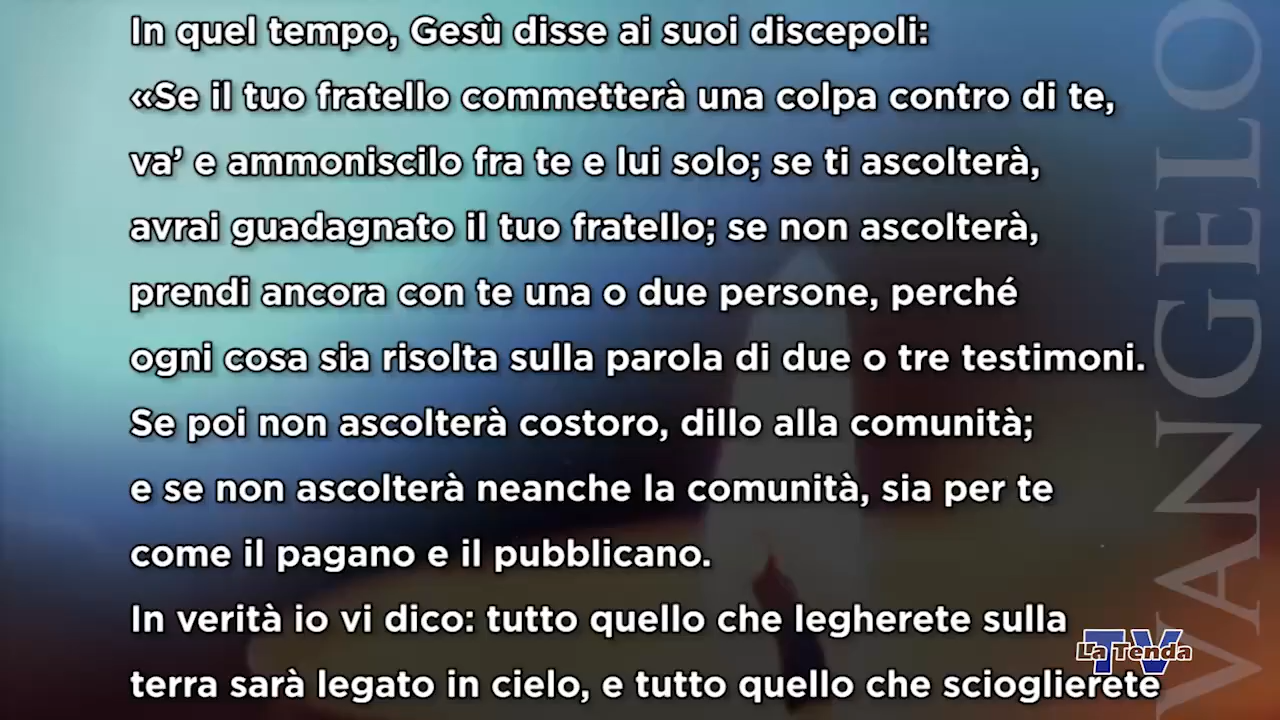 In quel tempo, Gesù disse ai suoi discepoli:
«Se il tuo fratello commetterà una colpa contro di te,
va’ e ammoniscilo fra te e lui solo; se ti ascolterà,
avrai guadagnato il tuo fratello; se non ascolterà,
prendi ancora con te una o due persone, perché
ogni cosa sia risolta sulla parola di due o tre testimoni.
Se poi non ascolterà costoro, dillo alla comunità;
e se non ascolterà neanche la comunità, sia per te
come il pagano e il pubblicano.
In verità io vi dico: tutto quello che legherete sulla
terra sarà legato in cielo, e tutto quello che scioglierete
VANGELO
TV
La Tenda